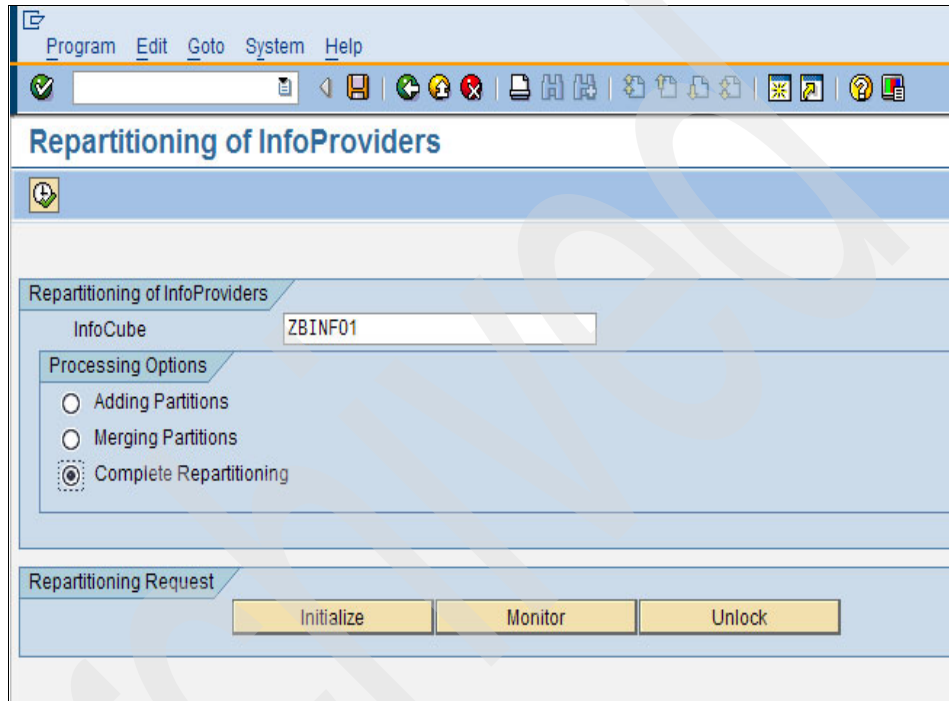 Program Edit Goto System Help
Repartitioning of InfoProviders
Repartitioning of InfoProviders
InfoCube ZBINFO1
Processing Options
Adding Partitions
Merging Partitions
Complete Repartitioning
Repartitioning Request
Initialize Monitor Unlock